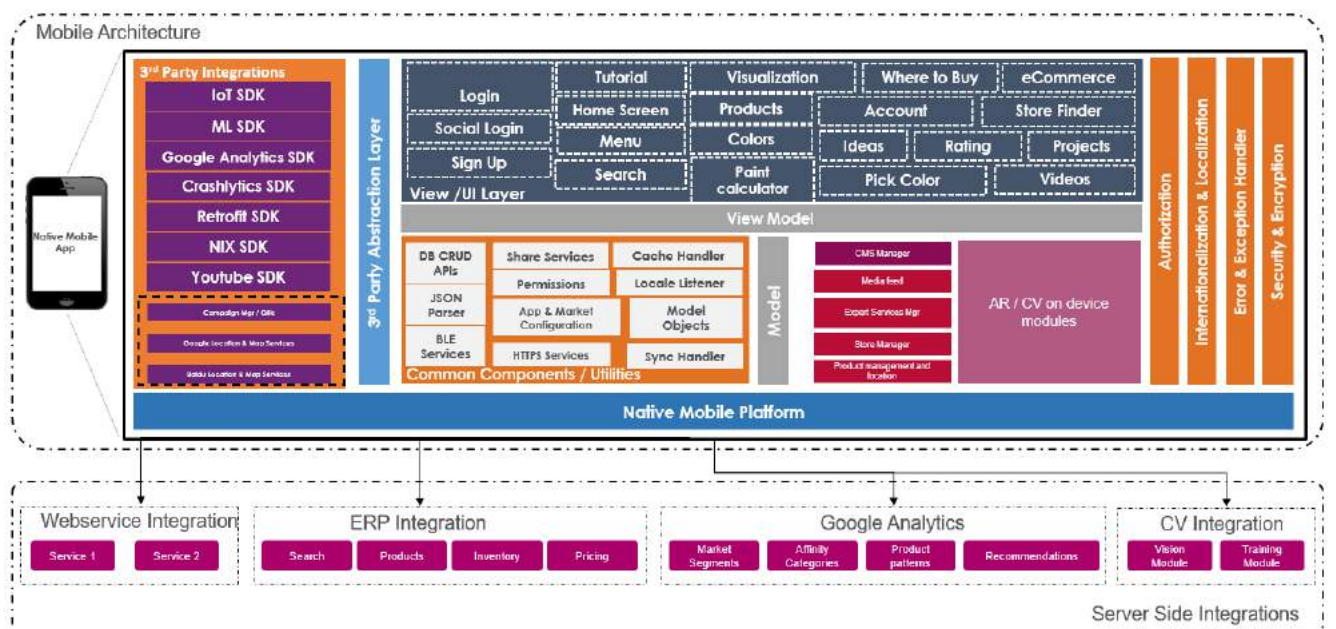 Mobile Architecture
Native Mobile
App
3rd Party Integrations
IoT SDK
ML SDK
Google Analytics SDK
Crashlytics SDK
Retrofit SDK
NIX SDK
Youtube SDK
Google Location & Map Services
Baidu Location & Map Services
3rd Party Abstraction Layer
Login
Social Login
Sign Up
View /UI Layer
Tutorial
Home Screen
Menu
Search
Visualization
Products
Colors
Paint
calculator
Where to Buy
eCommerce
Account
Store Finder
Ideas
Rating
Projects
Pick Color
Videos
View Model
DB CRUD
APIs
JSON
Parser
BLE
Services
Share Services
Permissions
App & Market
Configuration
HTTPS Services
Cache Handler
Locale Listener
Model
Objects
Sync Handler
Common Components / Utilities
Model
CMS Manager
Media feed
Expert Services Mgr
Store Manager
Product management and
location
AR / CV on device
modules
Authorization
Internationalization & Localization
Error & Exception Handler
Security & Encryption
Native Mobile Platform
Webservice Integration
Service 1
Service 2
ERP Integration
Search
Products
Inventory
Pricing
Google Analytics
Market
Segments
Affinity
Categories
Product
patterns
Recommendations
CV Integration
Vision
Module
Training
Module
Server Side Integrations